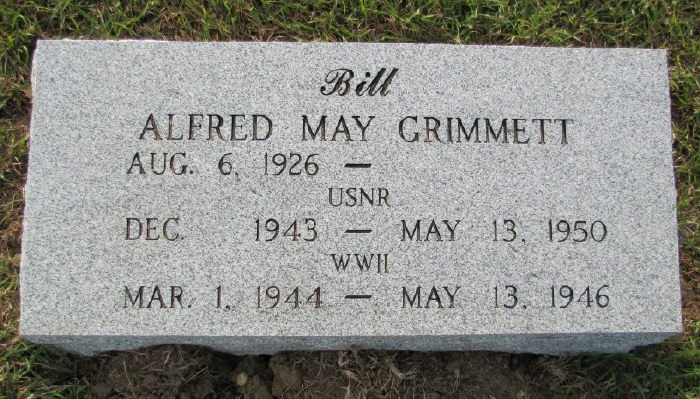 Bill
ALFRED MAY GRIMMETT
AUG. 6, 1926 —
USNR
DEC. 1943 — MAY 13, 1950
WWII
MAR. 1, 1944 — MAY 13, 1946